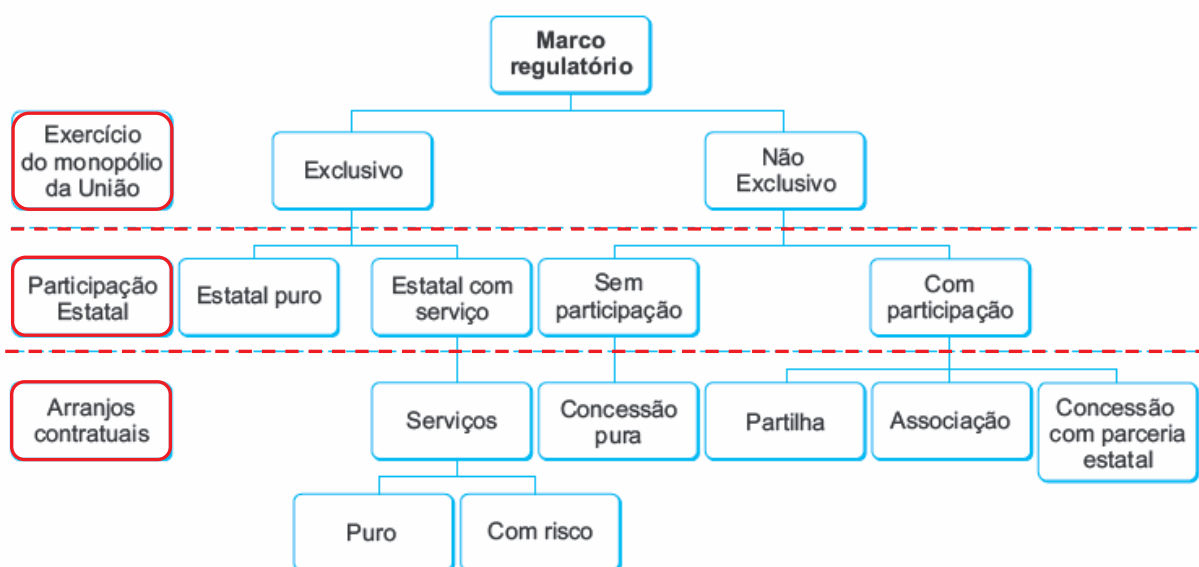 Marco
regulatório
Exercício
do monopólio
da União
Exclusivo
Não
Exclusivo
Participação
Estatal
Estatal puro
Estatal com
serviço
Sem
participação
Com
participação
Arranjos
contratuais
Serviços
Concessão
pura
Partilha
Associação
Concessão
com parceria
estatal
Puro
Com risco